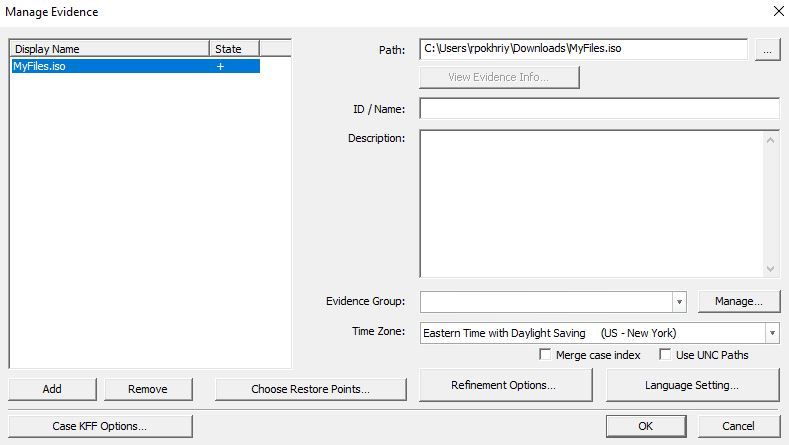 Manage Evidence
Display Name State
MyFiles.iso +
Path: C:\Users\rpokhriy\Downloads\MyFiles.iso ...
View Evidence Info...
ID / Name:
Description:
Evidence Group: Manage...
Time Zone: Eastern Time with Daylight Saving (US - New York)
Merge case index Use UNC Paths
Add Remove Choose Restore Points... Refinement Options... Language Setting...
Case KFF Options... OK Cancel